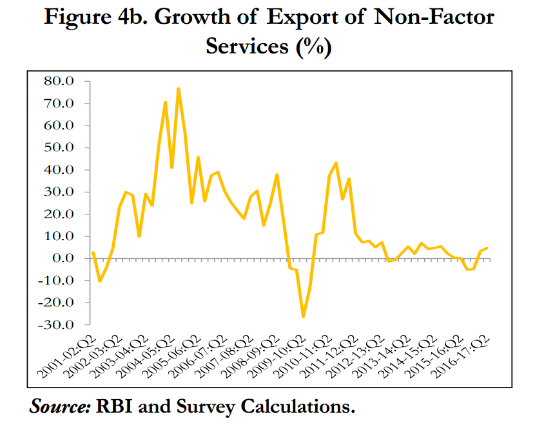 Figure 4b. Growth of Export of Non-Factor
Services (%)
80.0
70.0
60.0
50.0
40.0
30.0
20.0
10.0
0.0
-10.0
-20.0
-30.0
2001-02:Q2
2002-03:Q2
2003-04:Q2
2004-05:Q2
2005-06:Q2
2006-07:Q2
2007-08:Q2
2008-09:Q2
2009-10:Q2
2010-11:Q2
2011-12:Q2
2012-13:Q2
2013-14:Q2
2014-15:Q2
2015-16:Q2
2016-17:Q2
Source: RBI and Survey Calculations.